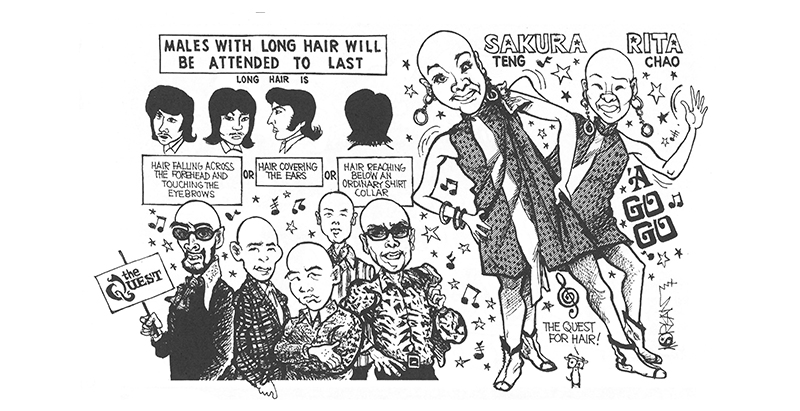 MALES WITH LONG HAIR WILL
BE ATTENDED TO LAST
LONG HAIR IS
HAIR FALLING ACROSS
THE FOREHEAD AND
TOUCHING THE
EYEBROWS
OR
HAIR COVERING
THE EARS
OR
HAIR REACHING
BELOW AN
ORDINARY SHIRT
COLLAR
SAKURA
TENG
RITA
CHAO
'A
GO
GO
the
QUEST
THE QUEST
FOR HAIR!